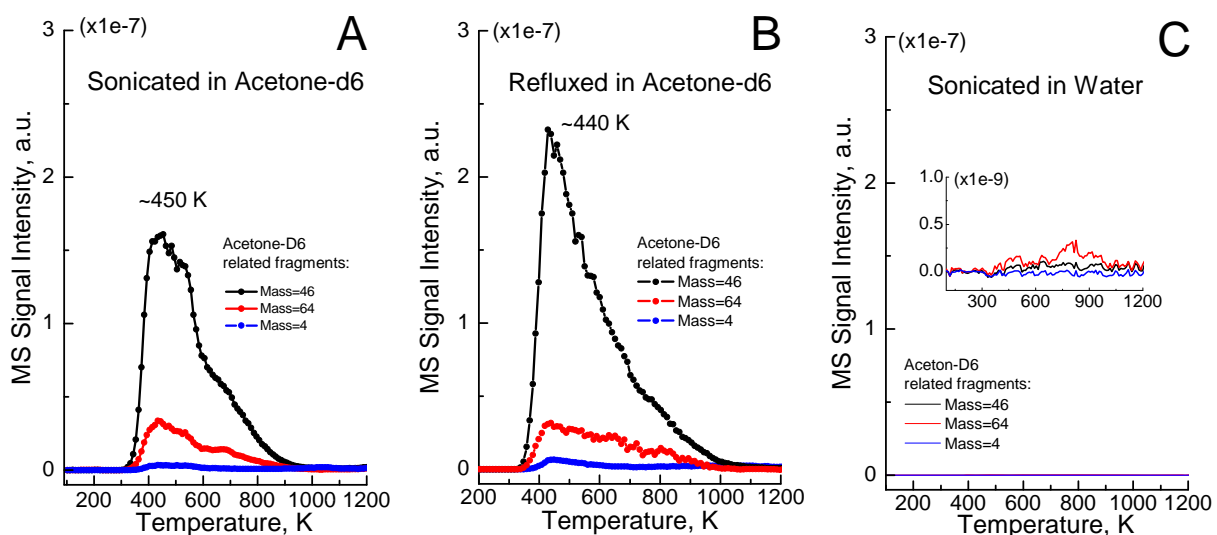 A
3
(x1e-7)
Sonicated in Acetone-d6
2
~450 K
Acetone-D6
related fragments:
Mass=46
Mass=64
Mass=4
1
0
200 400 600 800 1000 1200
Temperature, K
MS Signal Intensity, a.u.
B
3
(x1e-7)
Refluxed in Acetone-d6
~440 K
2
Acetone-D6
related fragments:
Mass=46
Mass=64
Mass=4
1
0
200 400 600 800 1000 1200
Temperature, K
MS Signal Intensity, a.u.
C
3
(x1e-7)
Sonicated in Water
2
1.0
(x1e-9)
0.5
0.0
300 600 900 1200
1
Aceton-D6
related fragments:
Mass=46
Mass=64
Mass=4
0
200 400 600 800 1000 1200
Temperature, K
MS Signal Intensity, a.u.